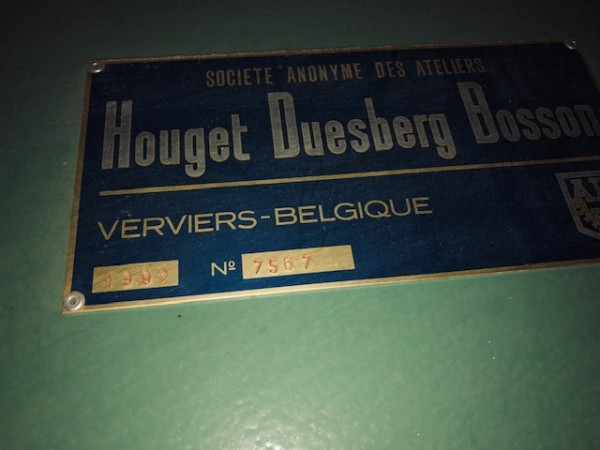 SOCIETE ANONYME DES ATELIERS
Houget Duesberg Bosson
VERVIERS-BELGIQUE
Nº 7567